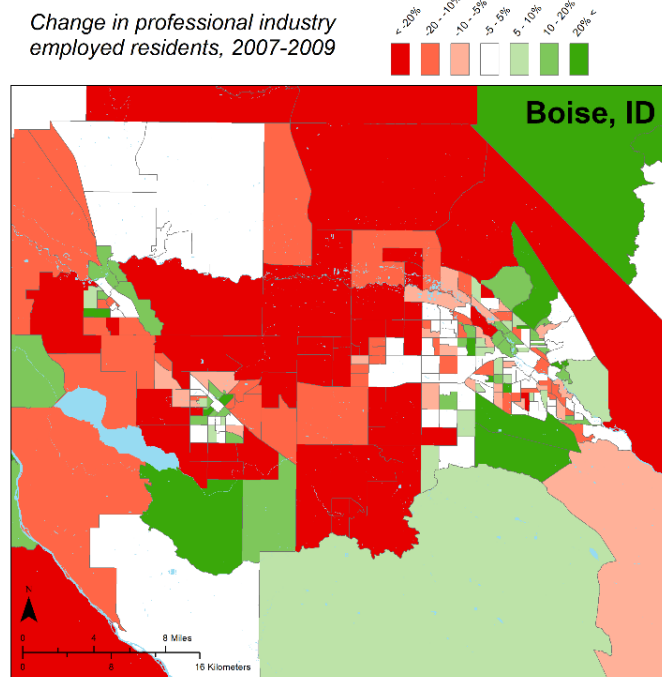 Change in professional industry
employed residents, 2007-2009
< -20%
-20 - -10%
-10 - -5%
-5 - 5%
5 - 10%
10 - 20%
20% <
Boise, ID
N
0 4 8 Miles
0 8 16 Kilometers